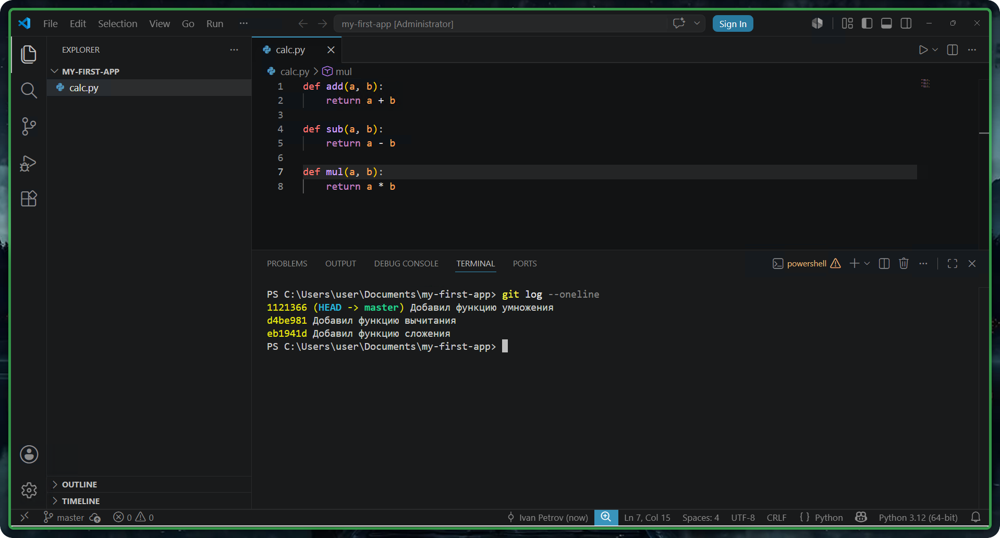 File Edit Selection View Go Run ···
my-first-app [Administrator]
Sign In
EXPLORER
MY-FIRST-APP
calc.py
calc.py
calc.py > mul
1 def add(a, b):
2 return a + b
3
4 def sub(a, b):
5 return a - b
6
7 def mul(a, b):
8 return a * b
PROBLEMS OUTPUT DEBUG CONSOLE TERMINAL PORTS
powershell
PS C:\Users\user\Documents\my-first-app> git log --oneline
1121366 (HEAD -> master) Добавил функцию умножения
d4be981 Добавил функцию вычитания
eb1941d Добавил функцию сложения
PS C:\Users\user\Documents\my-first-app>
OUTLINE
TIMELINE
master 0 0 Ivan Petrov (now) Ln 7, Col 15 Spaces: 4 UTF-8 CRLF { } Python Python 3.12 (64-bit)